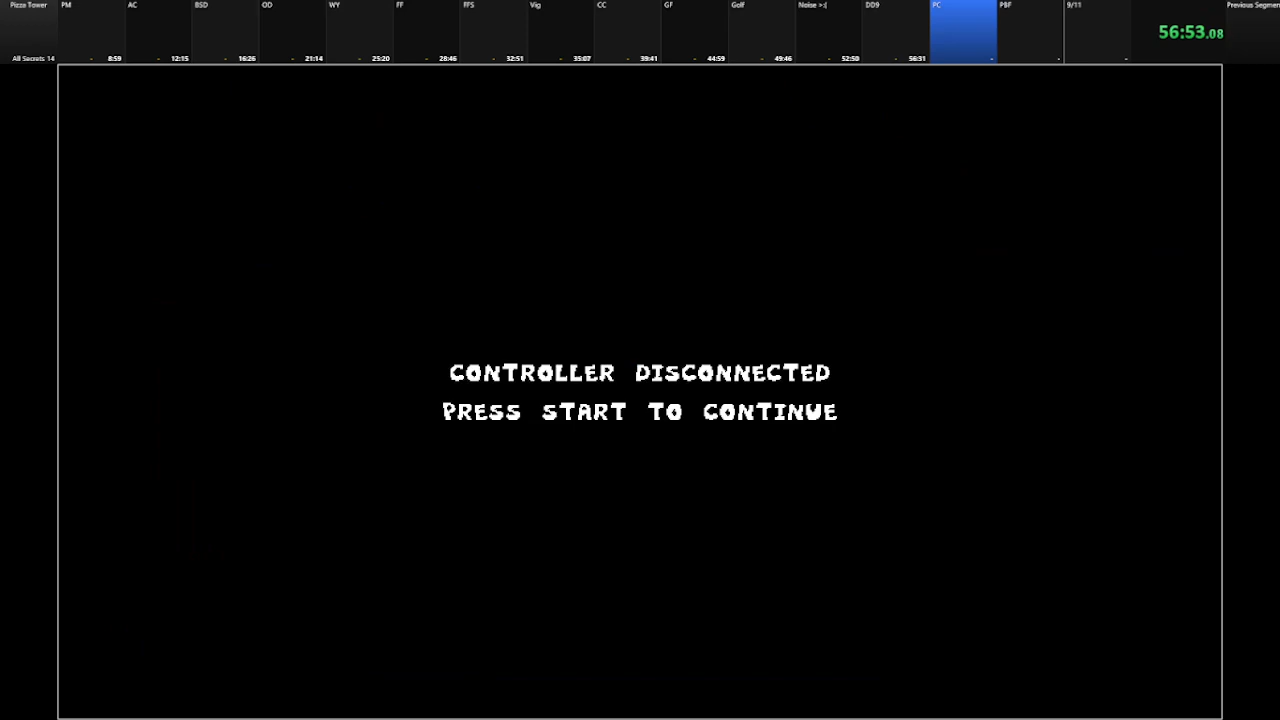 Pizza Tower PM AC BSD OD WY FF FFS Vig CC GF Golf Noise >:( DD9 PC PBF 9/11 Previous Segmen
56:53.08
All Secrets 14 - 8:59 - 12:15 - 16:26 - 21:14 - 25:20 - 28:46 - 32:51 - 35:07 - 39:41 - 44:59 - 49:46 - 52:50 - 56:31 - - -
CONTROLLER DISCONNECTED
PRESS START TO CONTINUE